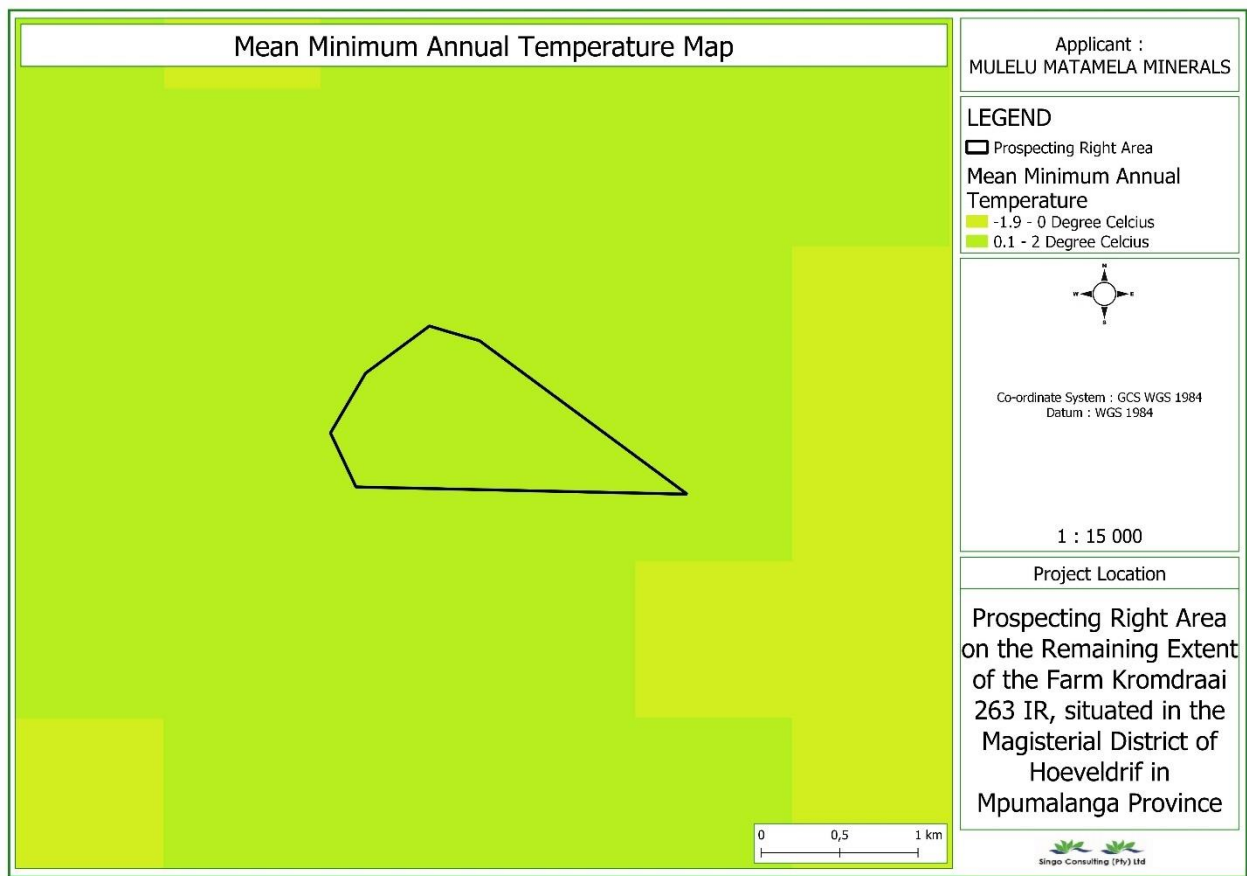 Mean Minimum Annual Temperature Map
Applicant :
MULELU MATAMELA MINERALS
LEGEND
Prospecting Right Area
Mean Minimum Annual
Temperature
-1.9 - 0 Degree Celcius
0.1 - 2 Degree Celcius
N
W E
S
Co-ordinate System : GCS WGS 1984
Datum : WGS 1984
1 : 15 000
Project Location
Prospecting Right Area
on the Remaining Extent
of the Farm Kromdraai
263 IR, situated in the
Magisterial District of
Hoeveldrif in
Mpumalanga Province
0 0,5 1 km
Singo Consulting (Pty) Ltd